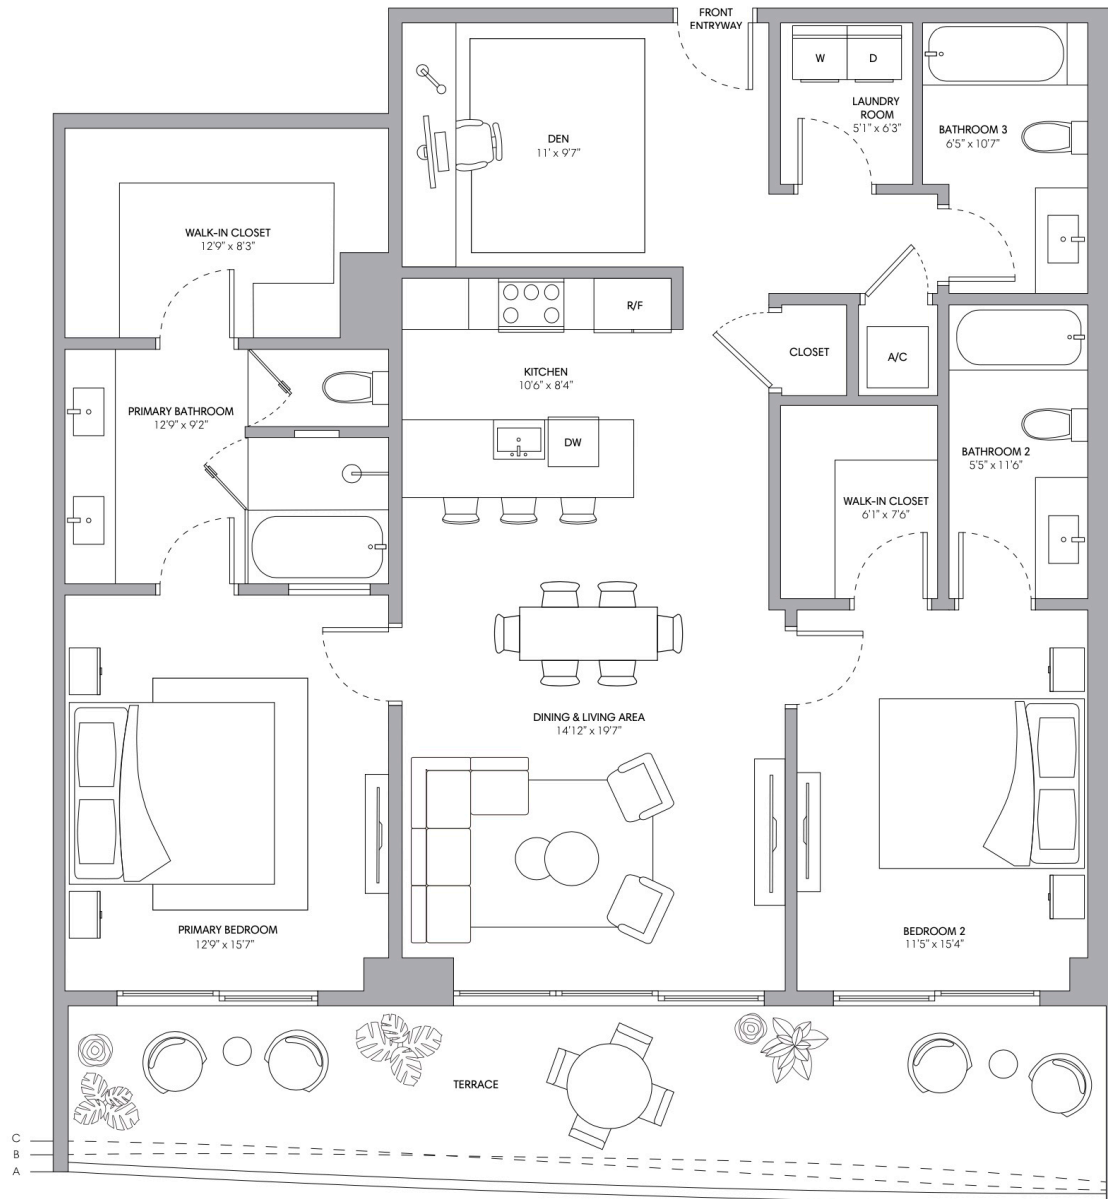 FRONT
ENTRYWAY
W
D
LAUNDRY
ROOM
5'1" x 6'3"
BATHROOM 3
6'5" x 10'7"
DEN
11' x 9'7"
WALK-IN CLOSET
12'9" x 8'3"
R/F
CLOSET
A/C
KITCHEN
10'6" x 8'4"
PRIMARY BATHROOM
12'9" x 9'2"
DW
BATHROOM 2
5'5" x 11'6"
WALK-IN CLOSET
6'1" x 7'6"
DINING & LIVING AREA
14'12" x 19'7"
PRIMARY BEDROOM
12'9" x 15'7"
BEDROOM 2
11'5" x 15'4"
TERRACE
C
B
A